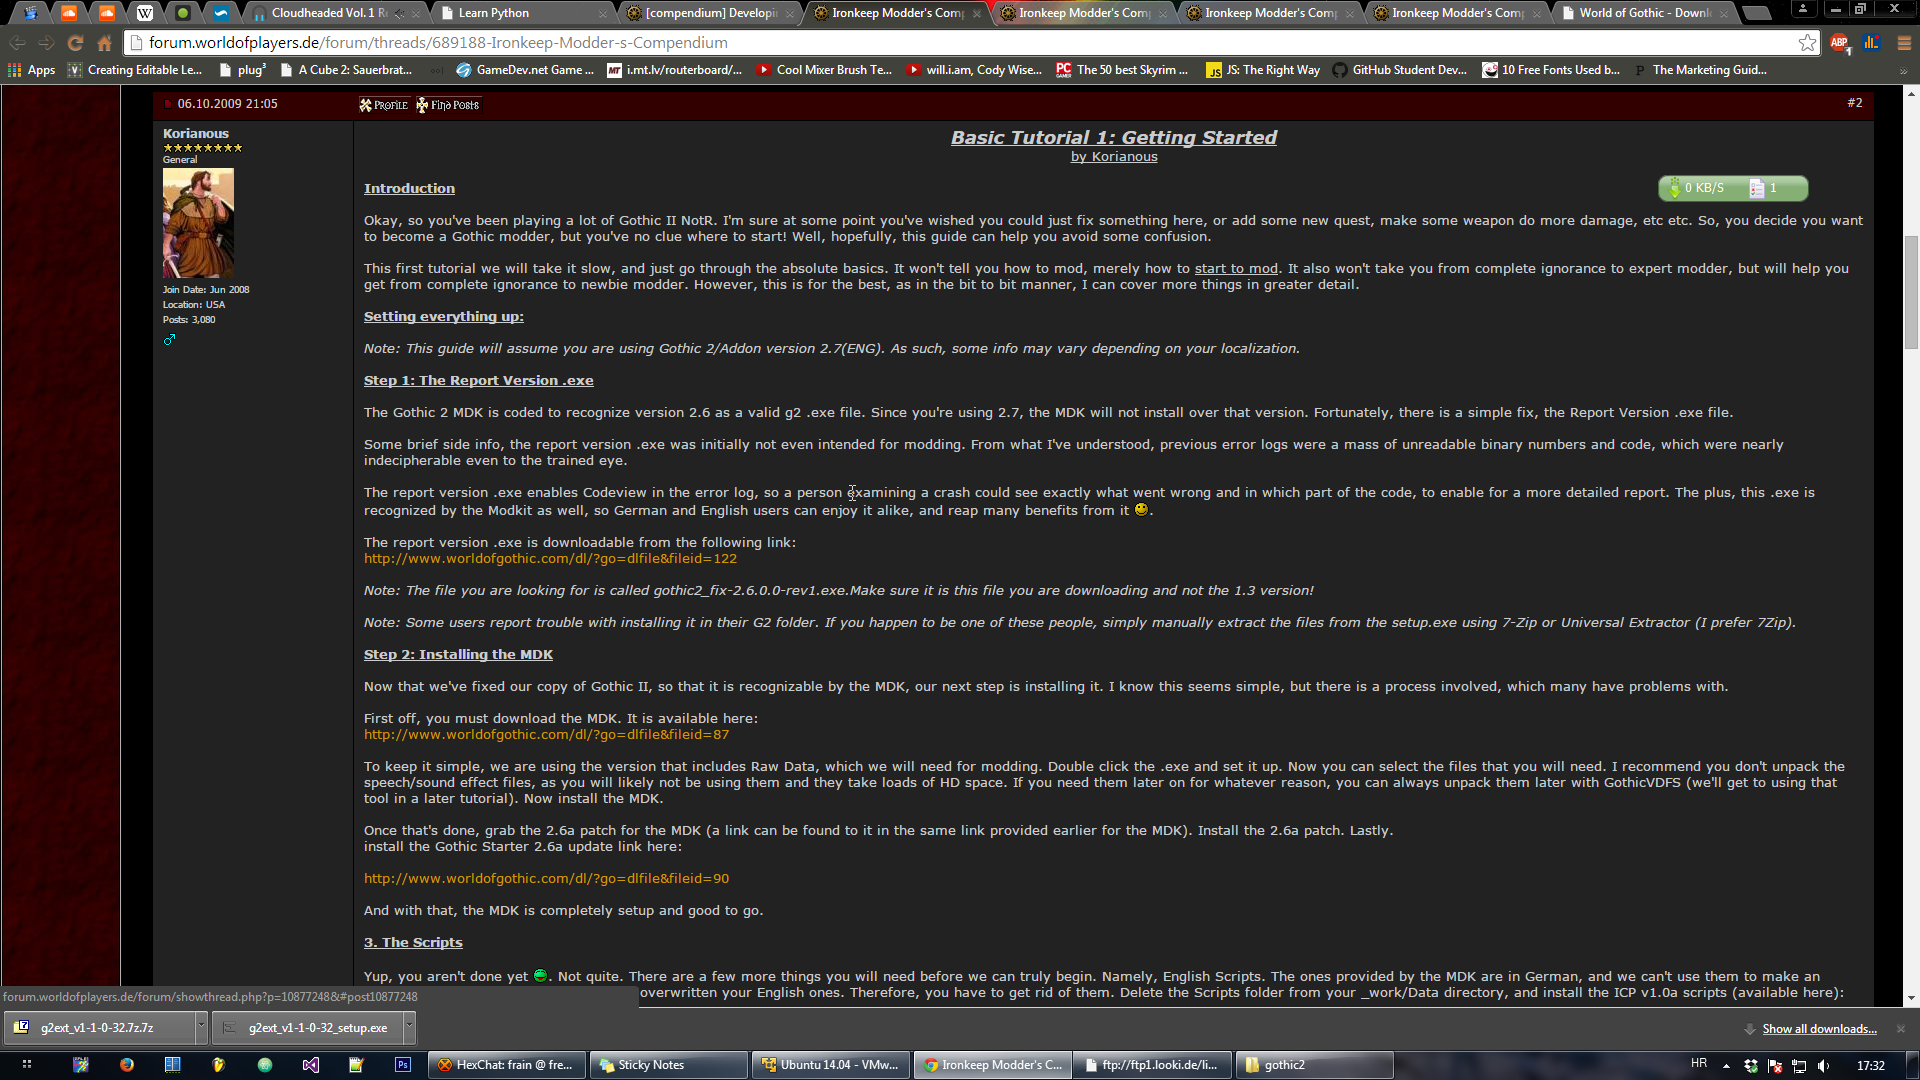 Cloudheaded Vol. 1 R
Learn Python
[compendium] Developi
Ironkeep Modder's Comp
Ironkeep Modder's Comp
Ironkeep Modder's Comp
Ironkeep Modder's Comp
World of Gothic - Downl
forum.worldofplayers.de/forum/threads/689188-Ironkeep-Modder-s-Compendium
ABP
1
Apps
Creating Editable Le...
plug³
A Cube 2: Sauerbrat...
GameDev.net Game ...
i.mt.lv/routerboard/...
Cool Mixer Brush Te...
will.i.am, Cody Wise...
The 50 best Skyrim ...
JS: The Right Way
GitHub Student Dev...
10 Free Fonts Used b...
The Marketing Guid...
06.10.2009 21:05
Profile
Find Posts
#2
Korianous
General
Join Date: Jun 2008
Location: USA
Posts: 3,080
Basic Tutorial 1: Getting Started
by Korianous
0 KB/S
1
Introduction
Okay, so you've been playing a lot of Gothic II NotR. I'm sure at some point you've wished you could just fix something here, or add some new quest, make some weapon do more damage, etc etc. So, you decide you want
to become a Gothic modder, but you've no clue where to start! Well, hopefully, this guide can help you avoid some confusion.
This first tutorial we will take it slow, and just go through the absolute basics. It won't tell you how to mod, merely how to start to mod. It also won't take you from complete ignorance to expert modder, but will help you
get from complete ignorance to newbie modder. However, this is for the best, as in the bit to bit manner, I can cover more things in greater detail.
Setting everything up:
Note: This guide will assume you are using Gothic 2/Addon version 2.7(ENG). As such, some info may vary depending on your localization.
Step 1: The Report Version .exe
The Gothic 2 MDK is coded to recognize version 2.6 as a valid g2 .exe file. Since you're using 2.7, the MDK will not install over that version. Fortunately, there is a simple fix, the Report Version .exe file.
Some brief side info, the report version .exe was initially not even intended for modding. From what I've understood, previous error logs were a mass of unreadable binary numbers and code, which were nearly
indecipherable even to the trained eye.
The report version .exe enables Codeview in the error log, so a person examining a crash could see exactly what went wrong and in which part of the code, to enable for a more detailed report. The plus, this .exe is
recognized by the Modkit as well, so German and English users can enjoy it alike, and reap many benefits from it .
The report version .exe is downloadable from the following link:
http://www.worldofgothic.com/dl/?go=dlfile&fileid=122
Note: The file you are looking for is called gothic2_fix-2.6.0.0-rev1.exe.Make sure it is this file you are downloading and not the 1.3 version!
Note: Some users report trouble with installing it in their G2 folder. If you happen to be one of these people, simply manually extract the files from the setup.exe using 7-Zip or Universal Extractor (I prefer 7Zip).
Step 2: Installing the MDK
Now that we've fixed our copy of Gothic II, so that it is recognizable by the MDK, our next step is installing it. I know this seems simple, but there is a process involved, which many have problems with.
First off, you must download the MDK. It is available here:
http://www.worldofgothic.com/dl/?go=dlfile&fileid=87
To keep it simple, we are using the version that includes Raw Data, which we will need for modding. Double click the .exe and set it up. Now you can select the files that you will need. I recommend you don't unpack the
speech/sound effect files, as you will likely not be using them and they take loads of HD space. If you need them later on for whatever reason, you can always unpack them later with GothicVDFS (we'll get to using that
tool in a later tutorial). Now install the MDK.
Once that's done, grab the 2.6a patch for the MDK (a link can be found to it in the same link provided earlier for the MDK). Install the 2.6a patch. Lastly.
install the Gothic Starter 2.6a update link here:
http://www.worldofgothic.com/dl/?go=dlfile&fileid=90
And with that, the MDK is completely setup and good to go.
3. The Scripts
Yup, you aren't done yet . Not quite. There are a few more things you will need before we can truly begin. Namely, English Scripts. The ones provided by the MDK are in German, and we can't use them to make an
overwritten your English ones. Therefore, you have to get rid of them. Delete the Scripts folder from your _work/Data directory, and install the ICP v1.0a scripts (available here):
forum.worldofplayers.de/forum/showthread.php?p=10877248&#post10877248
g2ext_v1-1-0-32.7z.7z
g2ext_v1-1-0-32_setup.exe
Show all downloads...
HexChat: frain @ fre...
Sticky Notes
Ubuntu 14.04 - VMw...
Ironkeep Modder's C...
ftp://ftp1.looki.de/li...
gothic2
HR
17:32